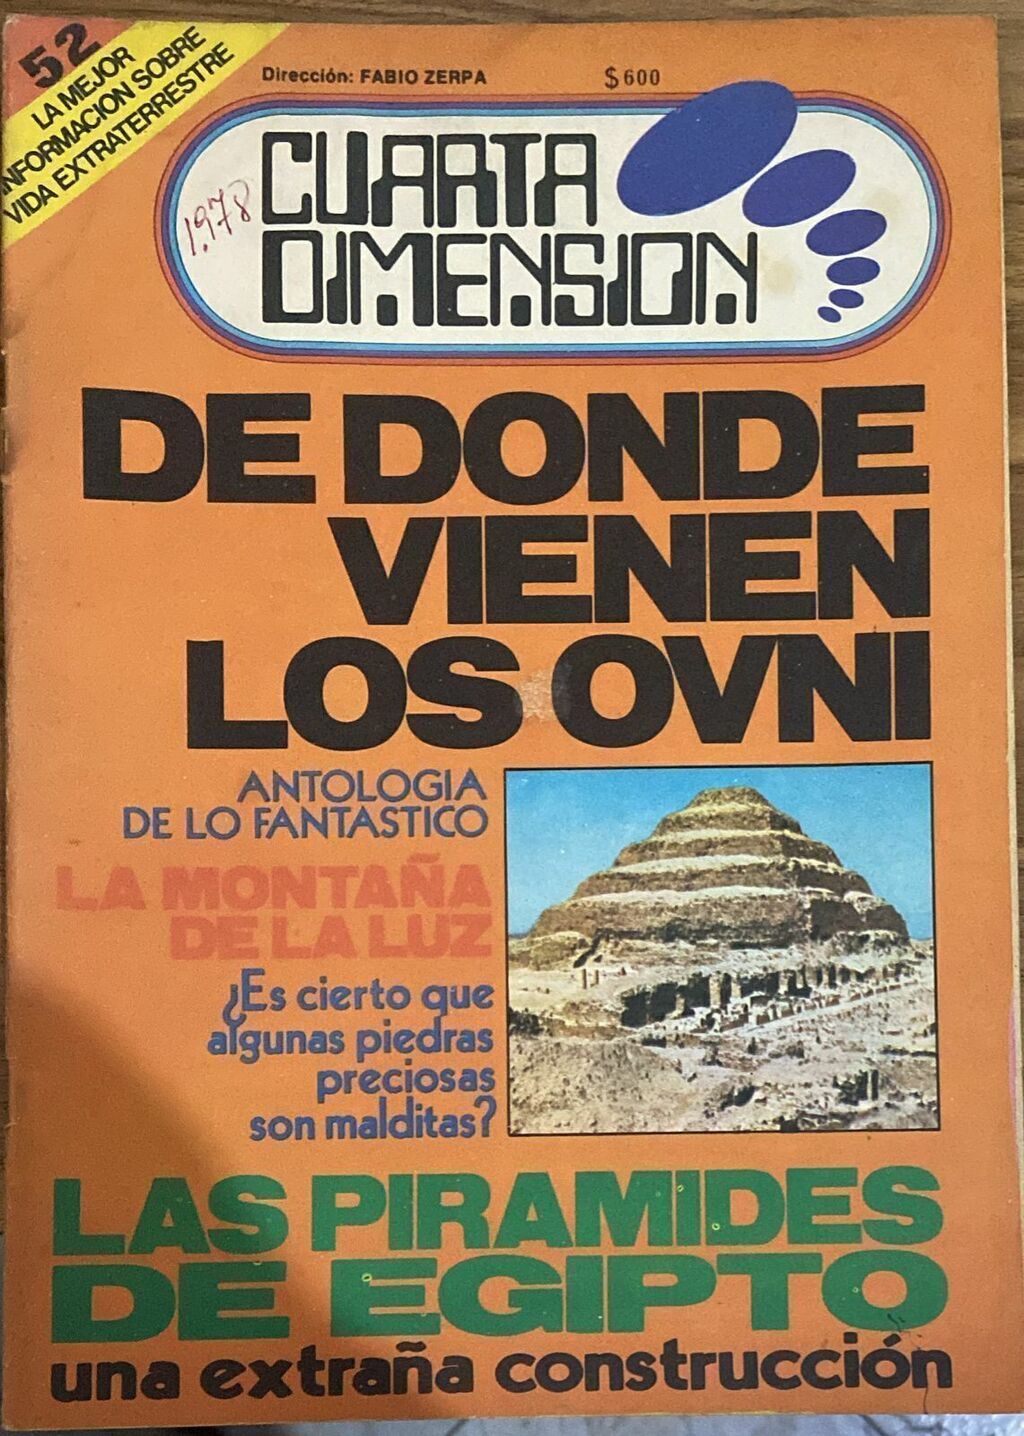 52
LA MEJOR
INFORMACION SOBRE
VIDA EXTRATERRESTRE
Dirección: FABIO ZERPA
$600
1978
CUARTA
DIMENSION
DE DONDE
VIENEN
LOS OVNI
ANTOLOGIA
DE LO FANTASTICO
LA MONTAÑA
DE LA LUZ
¿Es cierto que
algunas piedras
preciosas
son malditas?
LAS PIRAMIDES
DE EGIPTO
una extraña construcción